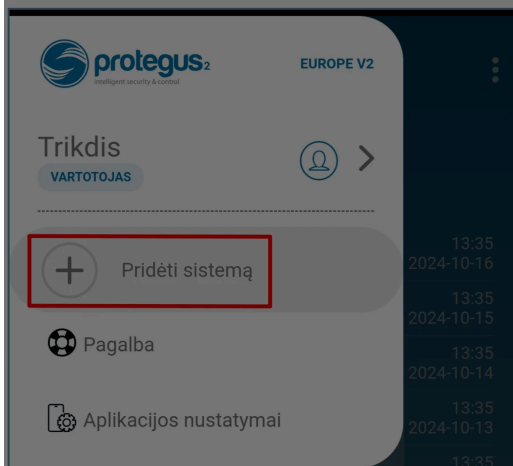 protegus2
intelligent security & control
EUROPE V2
Trikdis
VARTOTOJAS
Pridėti sistemą
Pagalba
Aplikacijos nustatymai
13:35
2024-10-16
13:35
2024-10-15
13:35
2024-10-14
13:35
2024-10-13
13:35